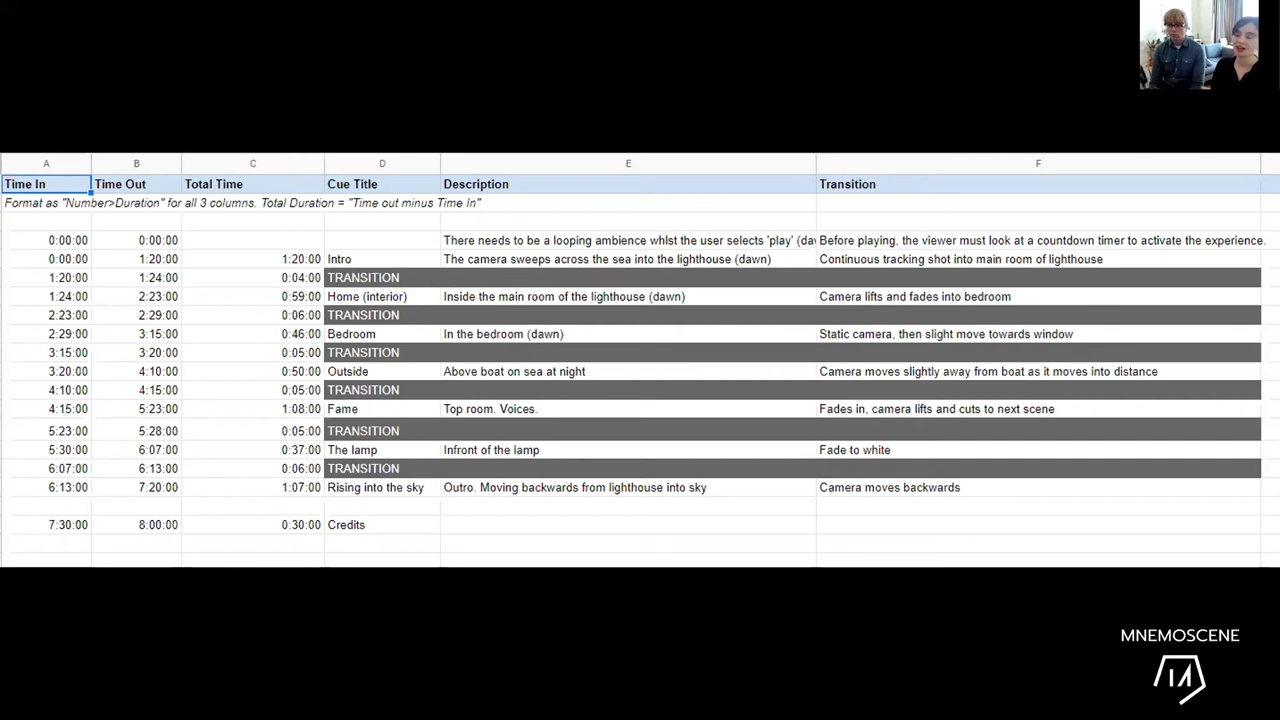 A B C D E F
Time In Time Out Total Time Cue Title Description Transition
Format as "Number>Duration" for all 3 columns. Total Duration = "Time out minus Time In"
0:00:00 0:00:00 There needs to be a looping ambience whlst the user selects 'play' (da Before playing, the viewer must look at a countdown timer to activate the experience.
0:00:00 1:20:00 1:20:00 Intro The camera sweeps across the sea into the lighthouse (dawn) Continuous tracking shot into main room of lighthouse
1:20:00 1:24:00 0:04:00 TRANSITION
1:24:00 2:23:00 0:59:00 Home (interior) Inside the main room of the lighthouse (dawn) Camera lifts and fades into bedroom
2:23:00 2:29:00 0:06:00 TRANSITION
2:29:00 3:15:00 0:46:00 Bedroom In the bedroom (dawn) Static camera, then slight move towards window
3:15:00 3:20:00 0:05:00 TRANSITION
3:20:00 4:10:00 0:50:00 Outside Above boat on sea at night Camera moves slightly away from boat as it moves into distance
4:10:00 4:15:00 0:05:00 TRANSITION
4:15:00 5:23:00 1:08:00 Fame Top room. Voices. Fades in, camera lifts and cuts to next scene
5:23:00 5:28:00 0:05:00 TRANSITION
5:30:00 6:07:00 0:37:00 The lamp Infront of the lamp Fade to white
6:07:00 6:13:00 0:06:00 TRANSITION
6:13:00 7:20:00 1:07:00 Rising into the sky Outro. Moving backwards from lighthouse into sky Camera moves backwards
7:30:00 8:00:00 0:30:00 Credits
MNEMOSCENE